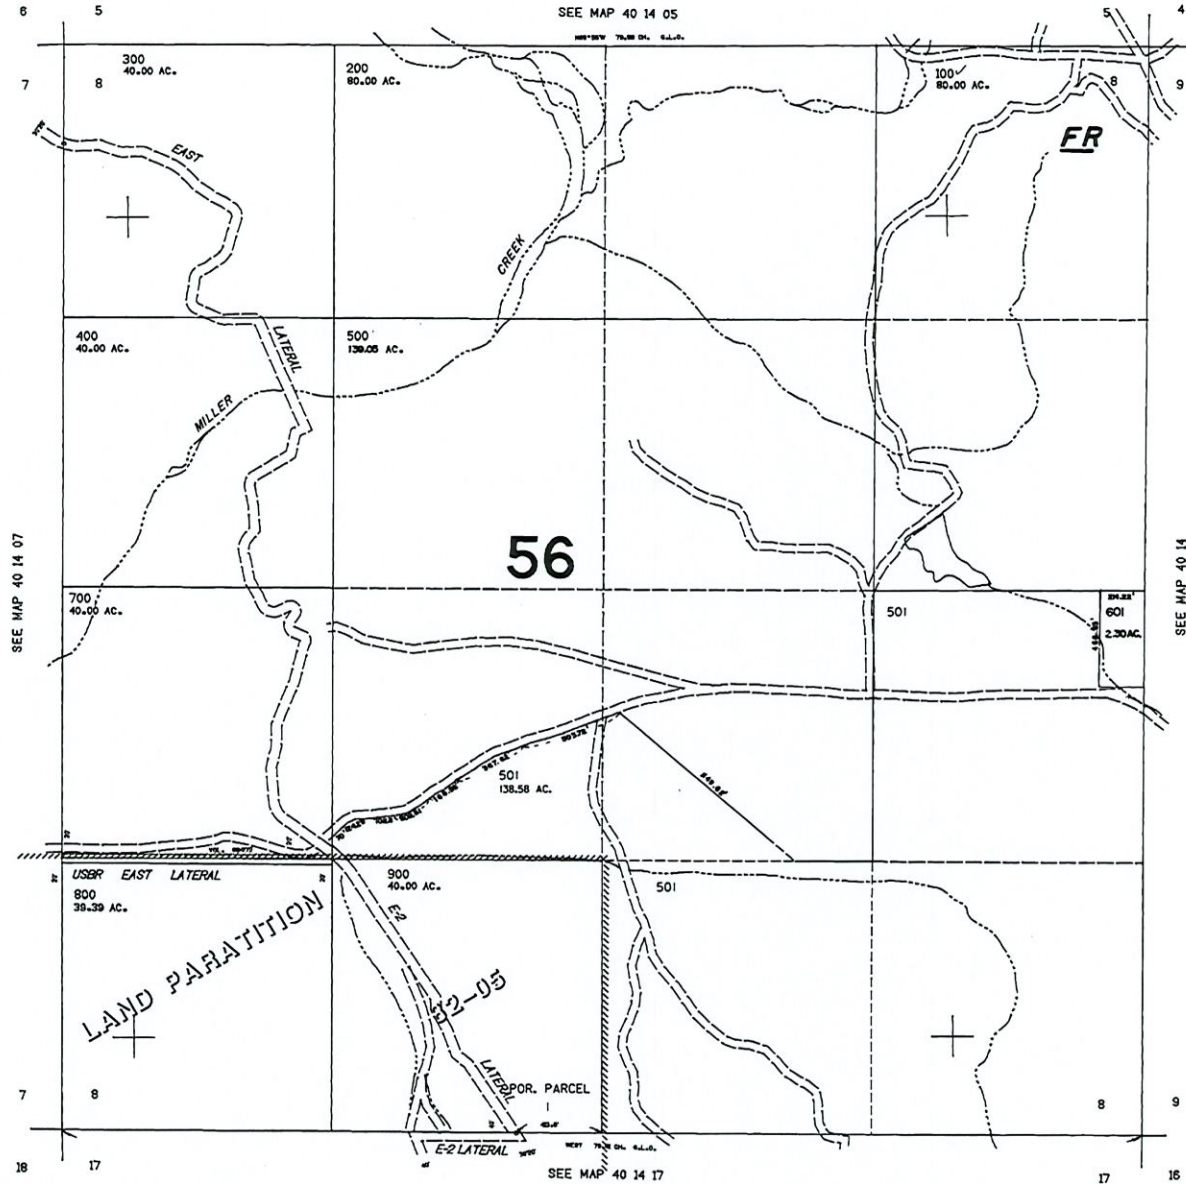 6 5
SEE MAP 40 14 05
5 4
7 8
300
40.00 AC.
200
80.00 AC.
100
80.00 AC.
8 9
FR
EAST
CREEK
400
40.00 AC.
LATERAL
500
139.05 AC.
MILLER
SEE MAP 40 14 07
56
SEE MAP 40 14
700
40.00 AC.
501
601
2.30 AC.
501
138.58 AC.
USBR EAST LATERAL
800
39.39 AC.
900
40.00 AC.
501
E-2
LAND PARATITION
32-05
LATERAL
POR. PARCEL
1
7 8
8 9
E-2 LATERAL
WEST
18 17
SEE MAP 40 14 17
17 16